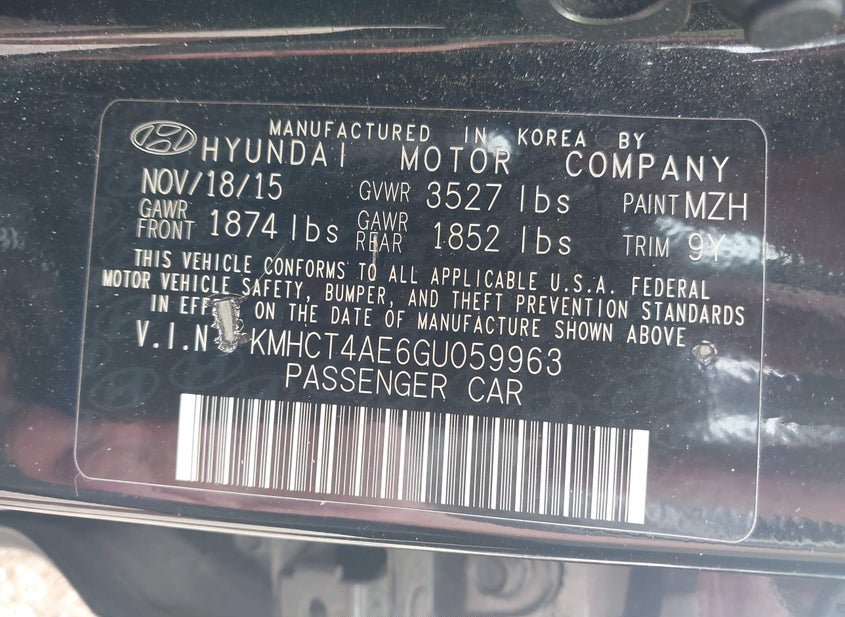 MANUFACTURED IN KOREA BY
HYUNDAI MOTOR COMPANY
NOV/18/15 GVWR 3527 lbs PAINT MZH
GAWR FRONT 1874 lbs GAWR REAR 1852 lbs TRIM 9Y
THIS VEHICLE CONFORMS TO ALL APPLICABLE U.S.A. FEDERAL
MOTOR VEHICLE SAFETY, BUMPER, AND THEFT PREVENTION STANDARDS
IN ON THE DATE OF MANUFACTURE SHOWN ABOVE
V.I.N KMHCT4AE6GU059963
PASSENGER CAR